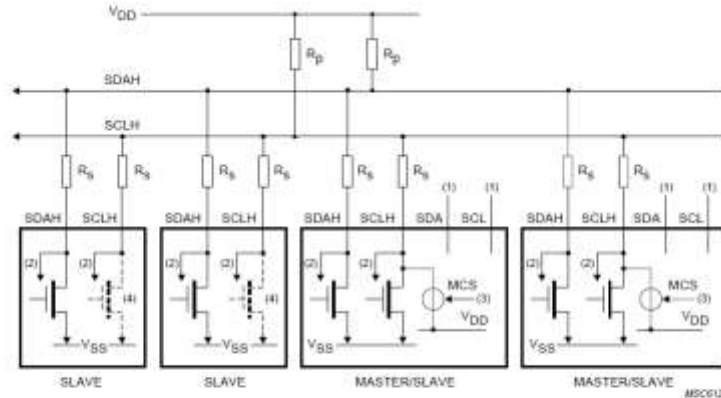 VDD
Rp Rp
SDAH
SCLH
Rs Rs Rs Rs Rs Rs Rs Rs
(1) (1) (1) (1)
SDAH SCLH SDAH SCLH SDAH SCLH SDA SCL SDAH SCLH SDA SCL
(2) (2) (2) (2) (2) (2) MCS (2) (2) MCS
(4) (4) (3) (3)
VDD VDD
VSS VSS VSS VSS
SLAVE SLAVE MASTER/SLAVE MASTER/SLAVE